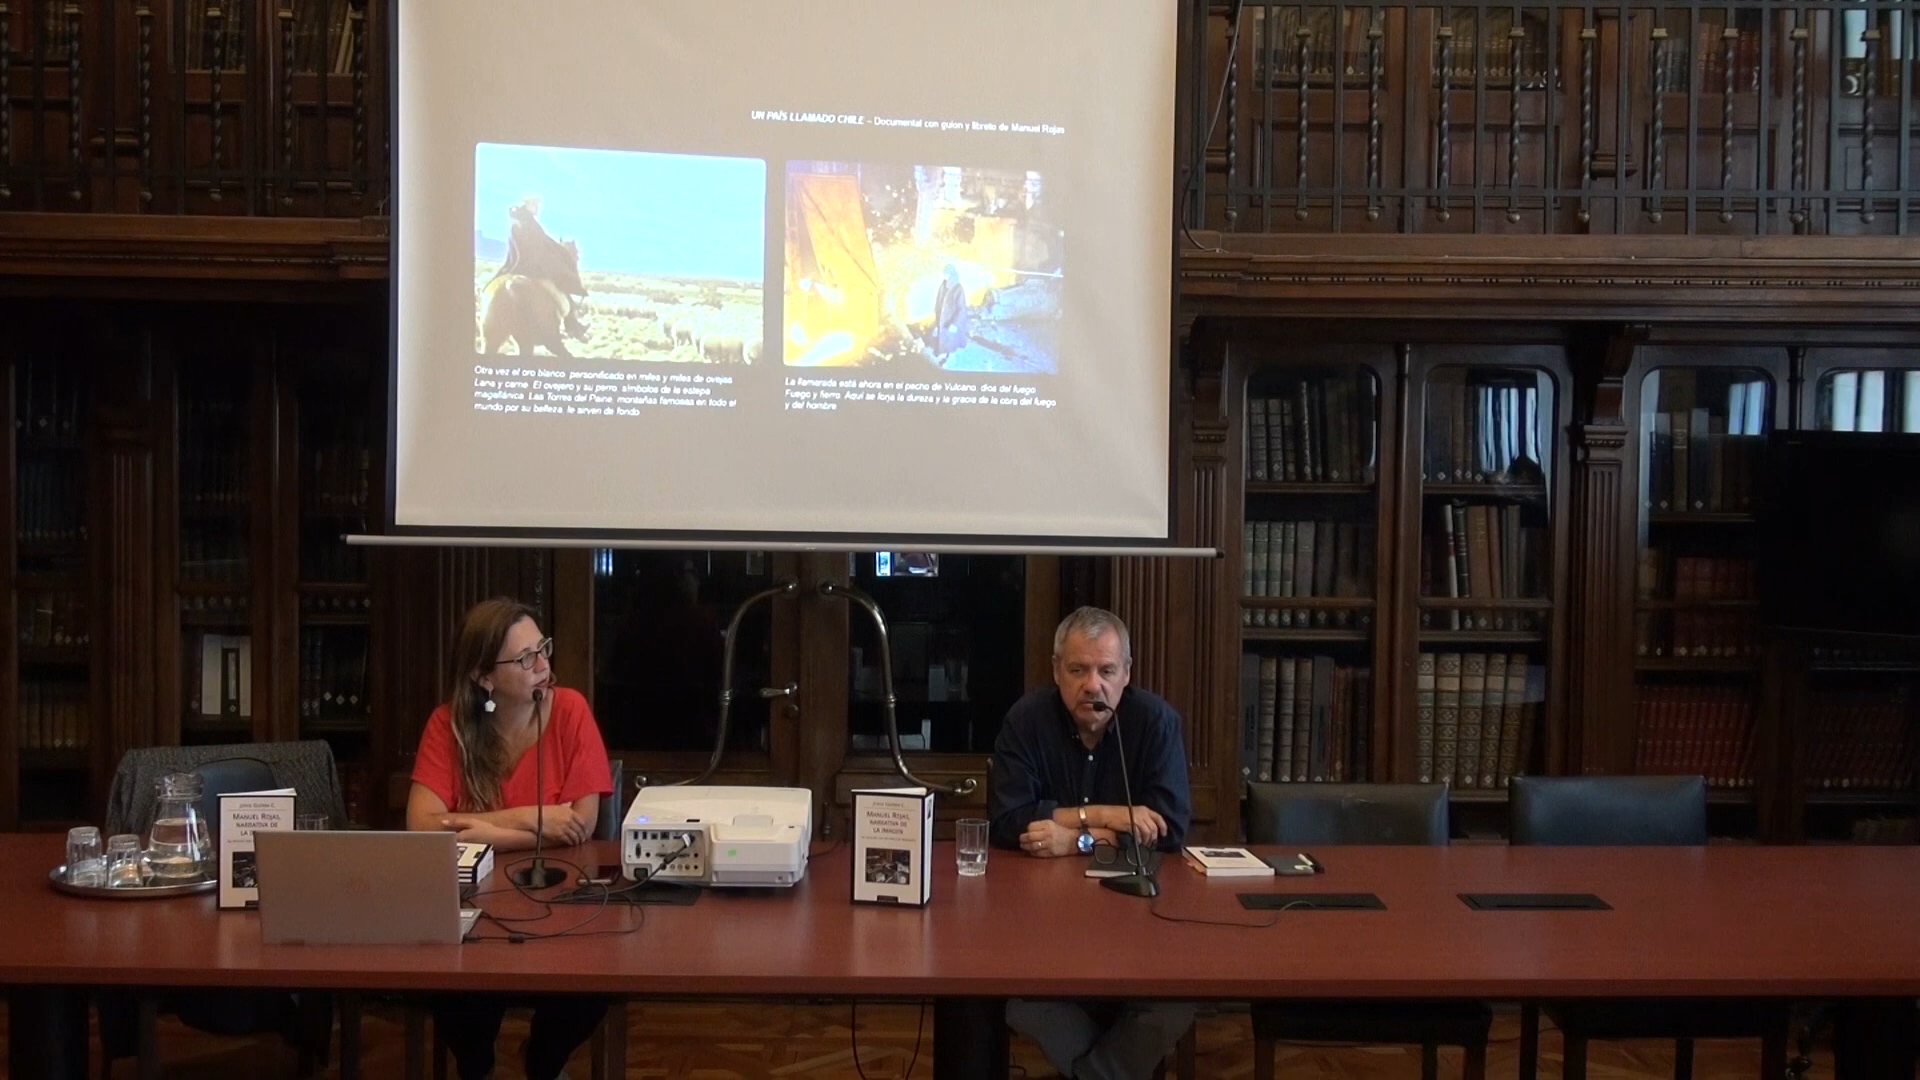 UN PAÍS LLAMADO CHILE – Documental con guion y libreto de Manuel Rojas
Otra vez el oro blanco, personificado en miles y miles de ovejas.
Lana y carne. El ovejero y su perro, símbolos de la estepa
magallánica. Las Torres del Paine, montañas famosas en todo el
mundo por su belleza, le sirven de fondo.
La llamarada está ahora en el pecho de Vulcano, dios del fuego.
Fuego y fierro. Aquí se forja la dureza y la gracia de la obra del fuego
y del hombre.
MANUEL ROJAS,
NARRATIVA DE
MANUEL ROJAS,
NARRATIVA DE
LA IMAGEN